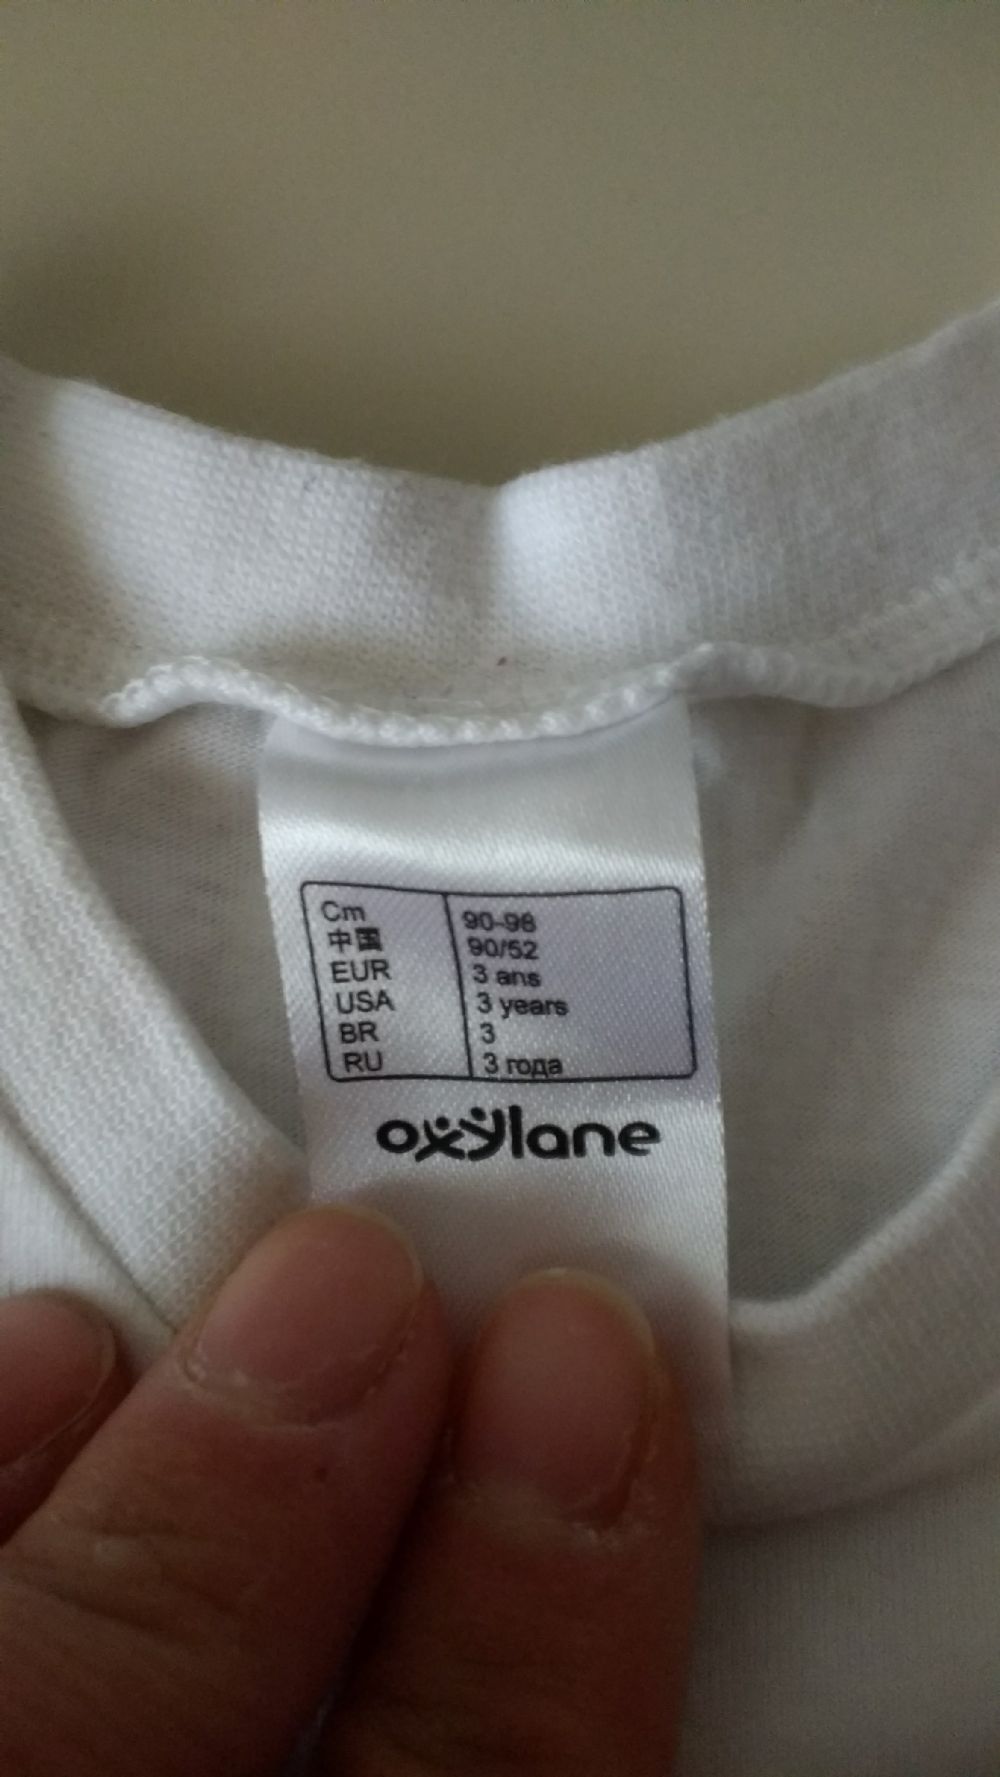 Cm 90-98
中国 90/52
EUR 3 ans
USA 3 years
BR 3
RU 3 года
oxylane